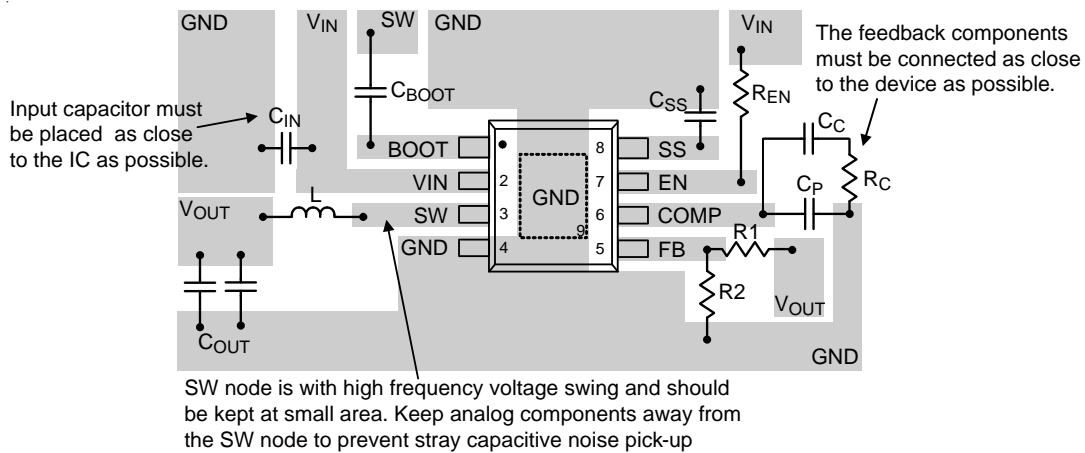 GND
VIN
SW
GND
VIN
The feedback components
must be connected as close
to the device as possible.
Input capacitor must
be placed as close
to the IC as possible.
CIN
CBOOT
CSS
REN
CC
RC
CP
BOOT
VIN
SW
GND
2
3
4
GND
9
8
7
6
5
SS
EN
COMP
FB
VOUT
L
R1
R2
VOUT
COUT
GND
SW node is with high frequency voltage swing and should
be kept at small area. Keep analog components away from
the SW node to prevent stray capacitive noise pick-up